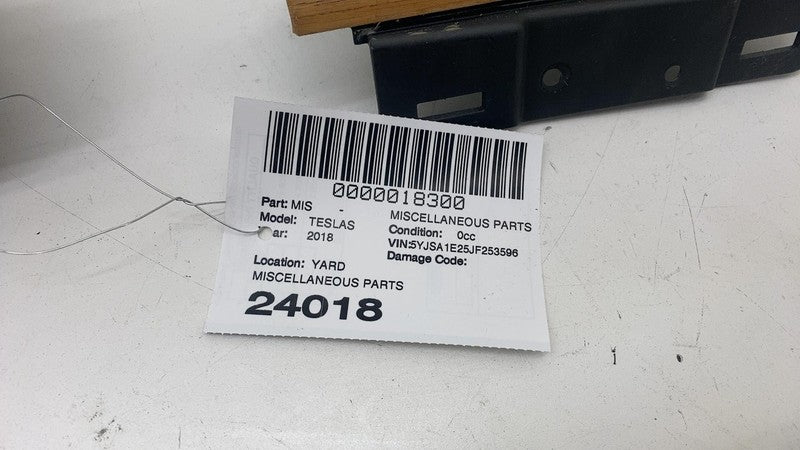 0000018300
Part: MIS - MISCELLANEOUS PARTS
Model: TESLAS Condition: 0cc
ar: 2018 VIN:5YJSA1E25JF253596
Damage Code:
Location: YARD
MISCELLANEOUS PARTS
24018